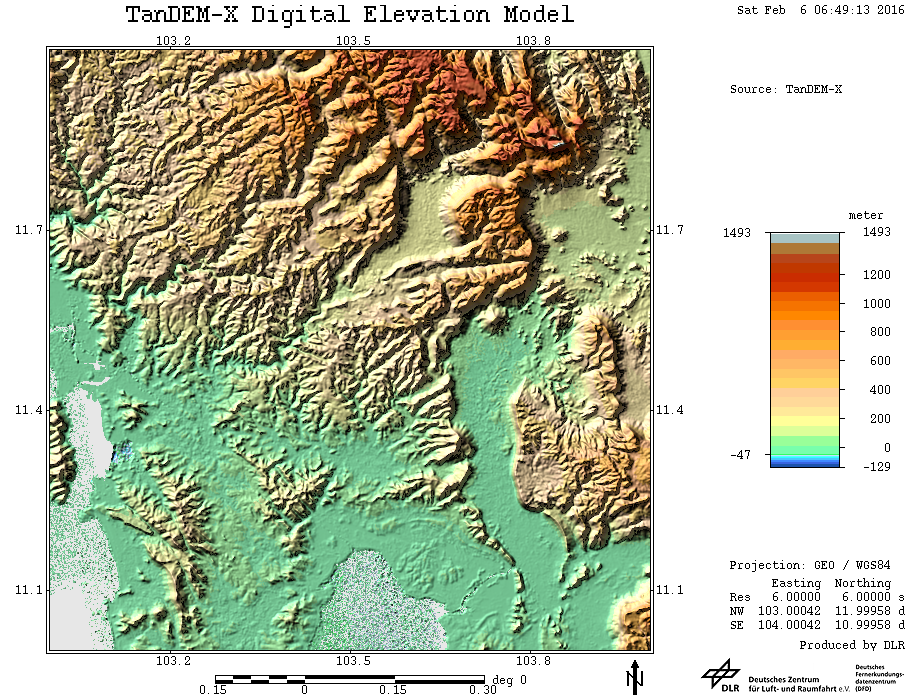 TanDEM-X Digital Elevation Model
Sat Feb 6 06:49:13 2016
103.2 103.5 103.8
Source: TanDEM-X
11.7 11.7
11.4 11.4
11.1 11.1
103.2 103.5 103.8
meter
1493 1493
1200
1000
800
600
400
200
0
-47
-129
Projection: GEO / WGS84
Easting Northing
Res 6.00000 6.00000 s
NW 103.00042 11.99958 d
SE 104.00042 10.99958 d
Produced by DLR
deg 0
0.15 0 0.15 0.30
N
DLR
Deutsches Zentrum
für Luft- und Raumfahrt e.V.
Deutsches
Fernerkundungs-
datenzentrum
(DFD)